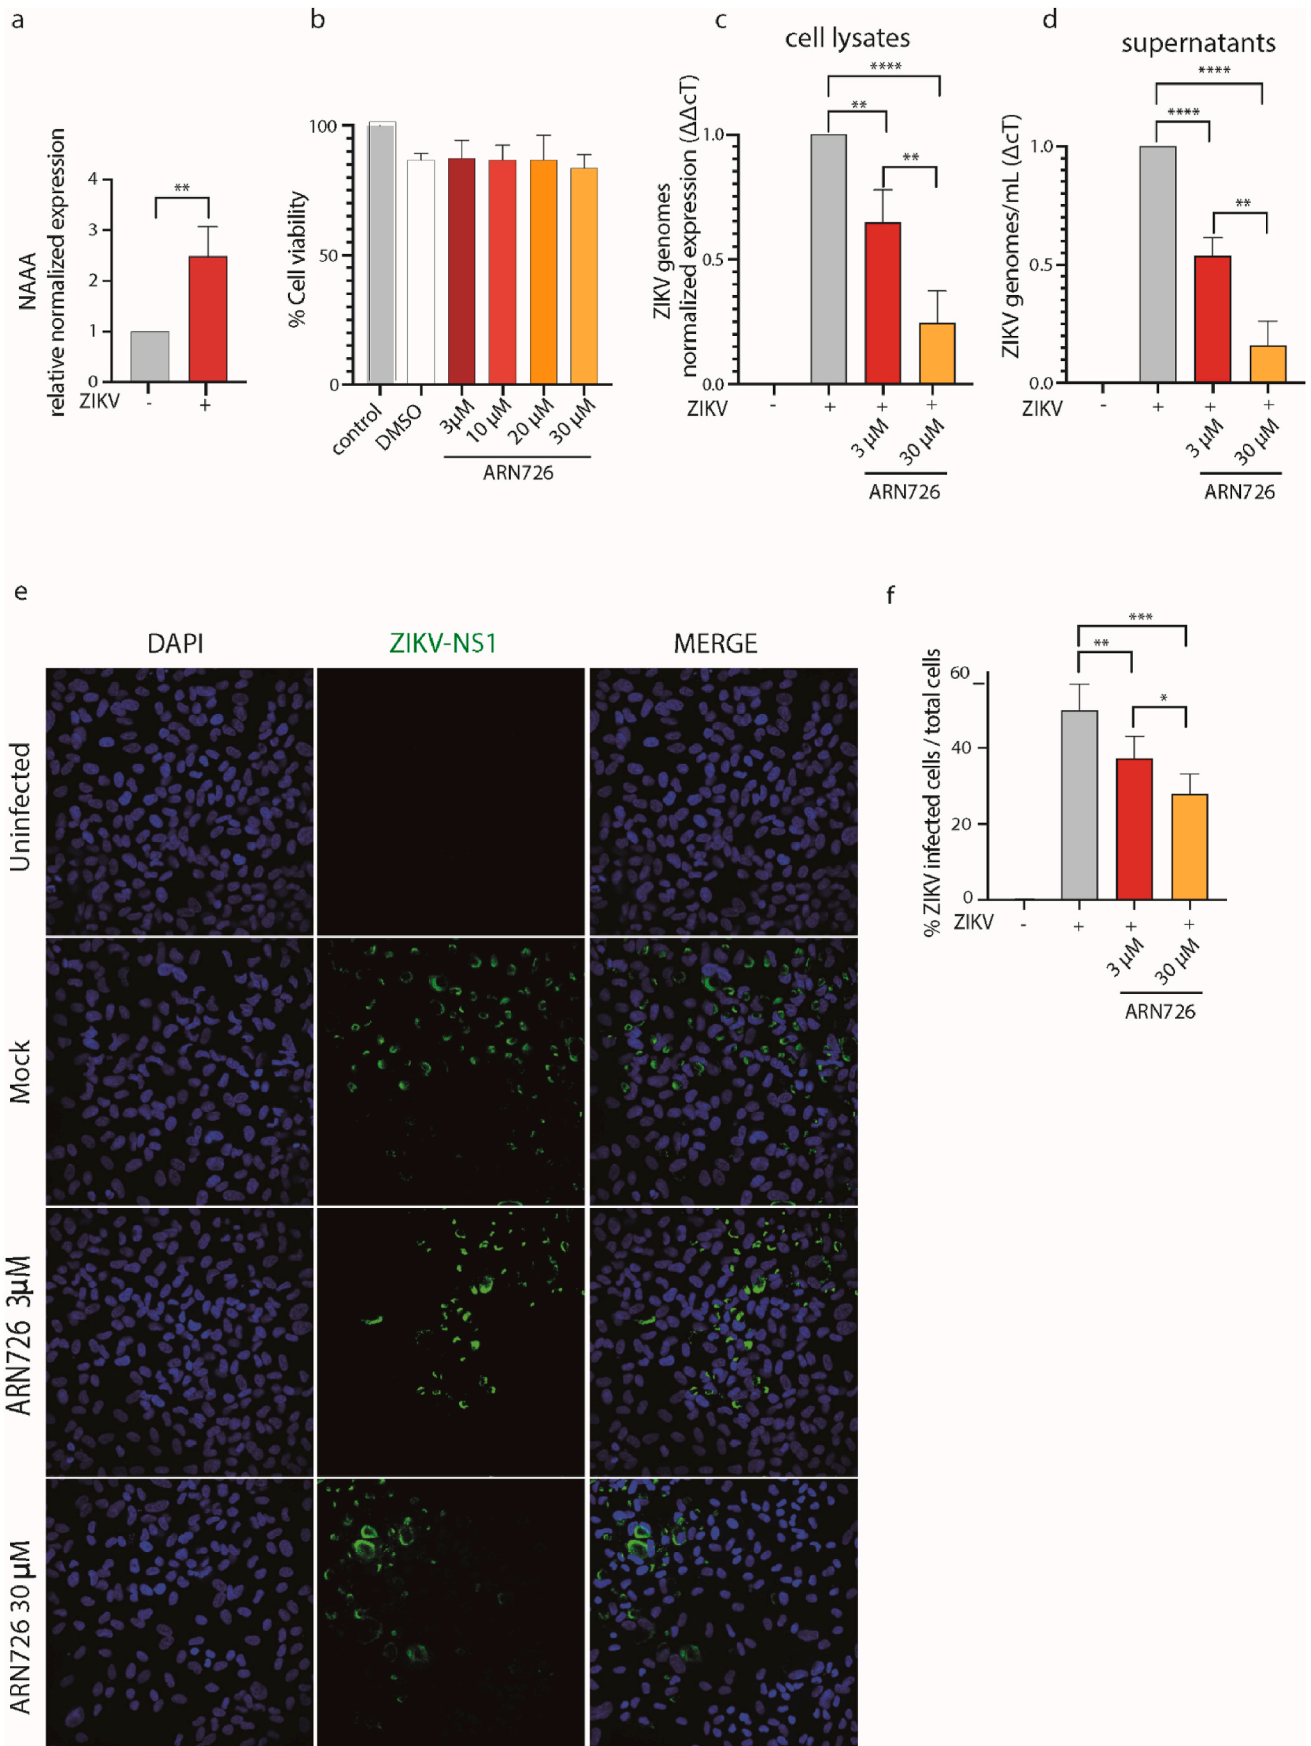 a
NAAA
relative normalized expression
4
3
2
1
0
**
ZIKV - +
b
% Cell viability
100
50
0
control
DMSO
3µM
10 µM
20 µM
30 µM
ARN726
c
cell lysates
ZIKV genomes
normalized expression (ΔΔcT)
1.0
0.5
0.0
****
**
**
ZIKV - + + +
3 µM
30 µM
ARN726
d
supernatants
ZIKV genomes/mL (ΔcT)
1.0
0.5
0.0
****
****
**
- + + +
3 µM
30 µM
ARN726
e
DAPI ZIKV-NS1 MERGE
Uninfected
Mock
ARN726 3µM
ARN726 30 µM
f
% ZIKV infected cells / total cells
60
40
20
0
***
**
*
ZIKV - + + +
3 µM
30 µM
ARN726